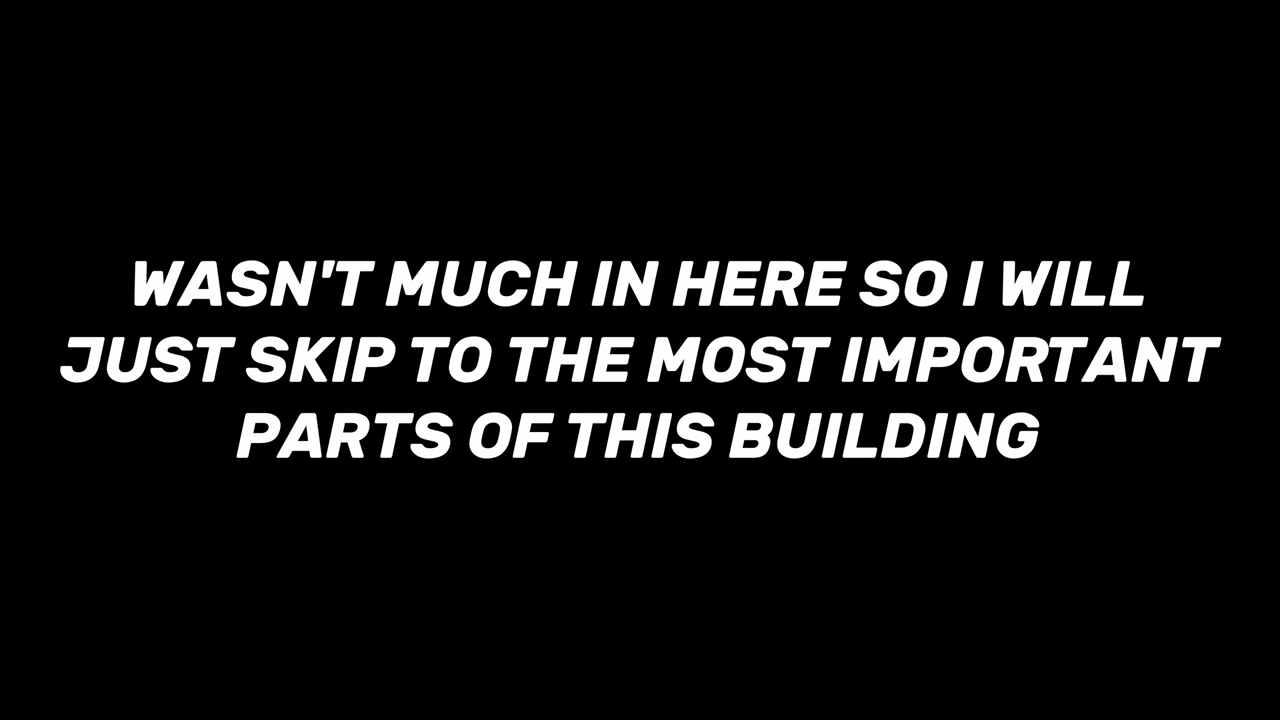 WASN'T MUCH IN HERE SO I WILL
JUST SKIP TO THE MOST IMPORTANT
PARTS OF THIS BUILDING